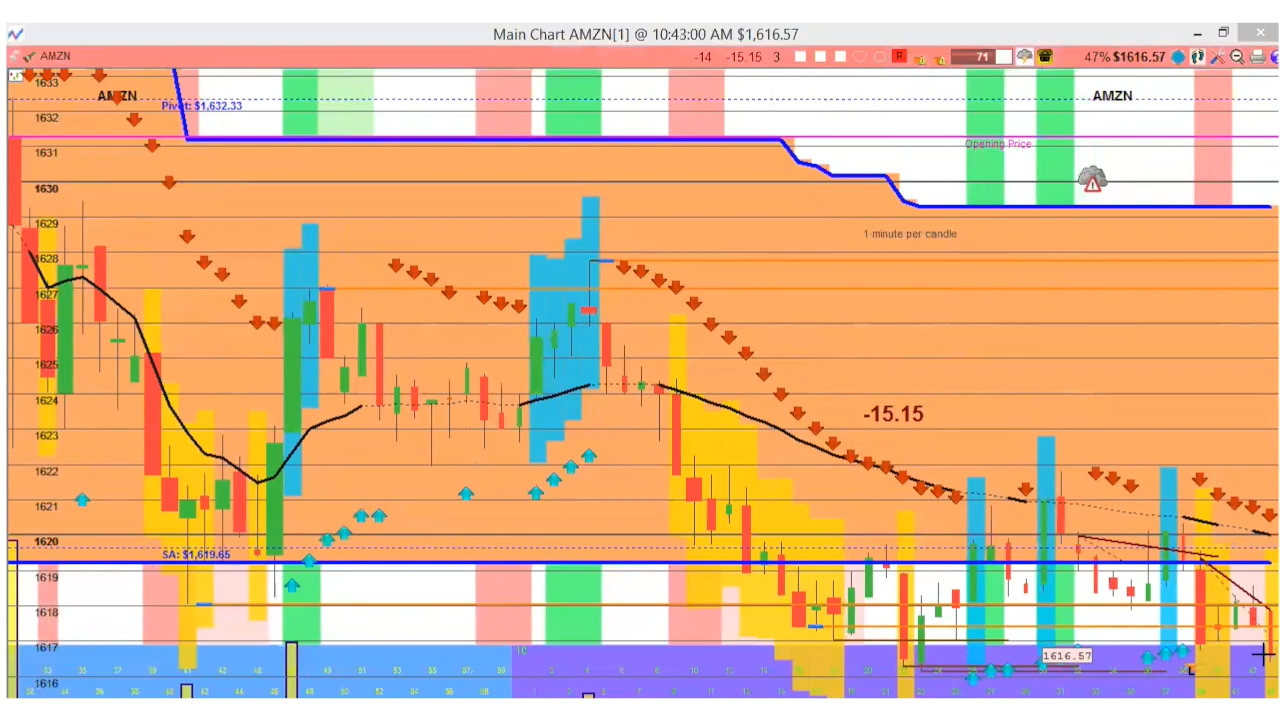 Main Chart AMZN[1] @ 10:43:00 AM $1,616.57
AMZN
-14 -15.15 3
R
71
47% $1616.57
1633
AMZN
Pivot: $1,632.33
AMZN
1632
Opening Price
1631
1630
1629
1 minute per candle
1628
1627
1626
1625
1624
-15.15
1623
1622
1621
1620
SA: $1,619.65
1619
1618
1617
1616.57
10
1616